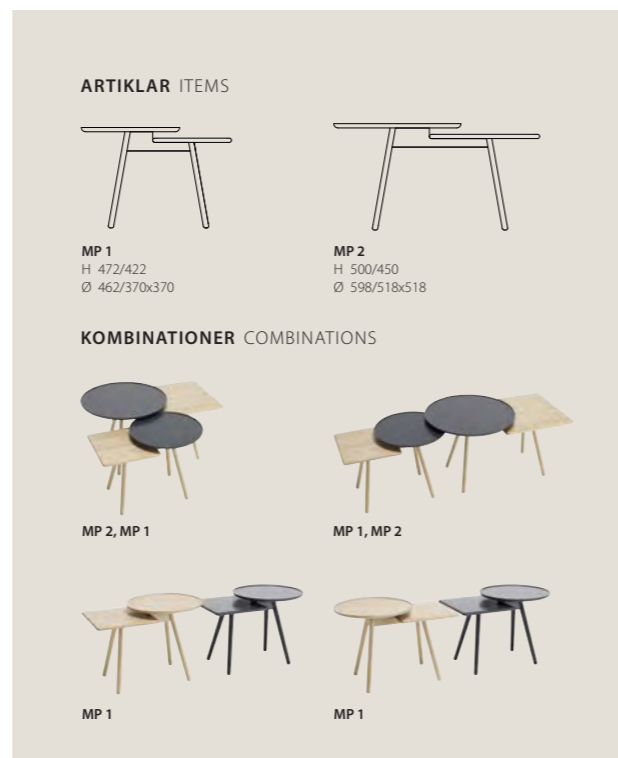 ARTIKLAR ITEMS
MP 1
H 472/422
Ø 462/370x370
MP 2
H 500/450
Ø 598/518x518
KOMBINATIONER COMBINATIONS
MP 2, MP 1
MP 1, MP 2
MP 1
MP 1